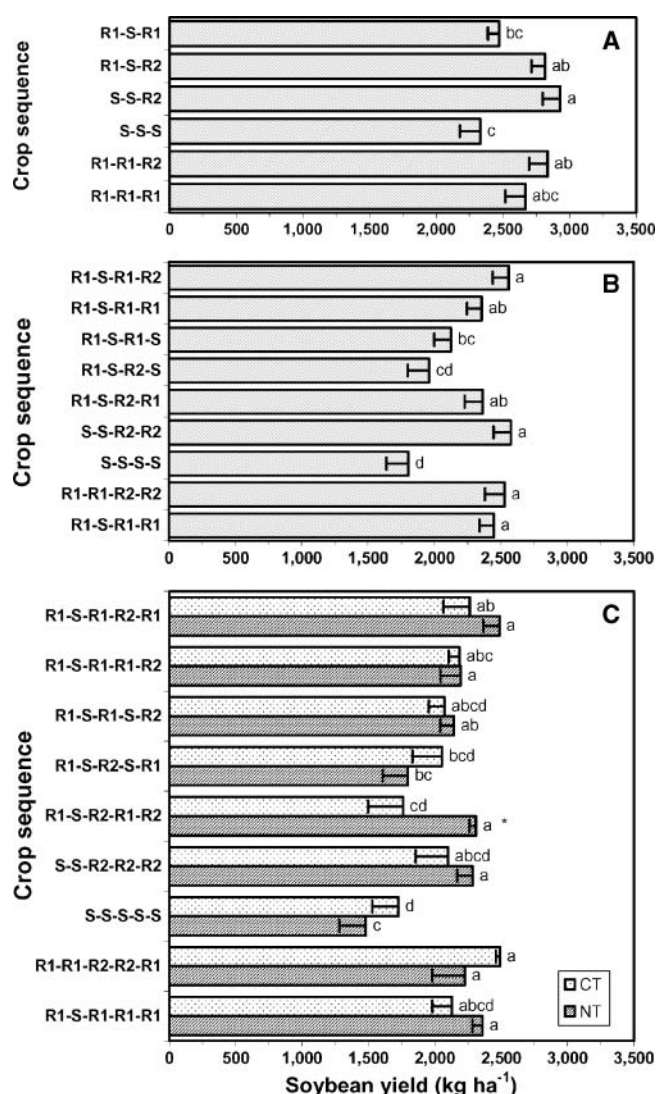 A
Crop sequence
R1-S-R1
bc
R1-S-R2
ab
S-S-R2
a
S-S-S
c
R1-R1-R2
ab
R1-R1-R1
abc
0 500 1,000 1,500 2,000 2,500 3,000 3,500
B
Crop sequence
R1-S-R1-R2
a
R1-S-R1-R1
ab
R1-S-R1-S
bc
R1-S-R2-S
cd
R1-S-R2-R1
ab
S-S-R2-R2
a
S-S-S-S
d
R1-R1-R2-R2
a
R1-S-R1-R1
a
0 500 1,000 1,500 2,000 2,500 3,000 3,500
C
Crop sequence
R1-S-R1-R2-R1
ab
a
R1-S-R1-R1-R2
abc
a
R1-S-R1-S-R2
abcd
ab
R1-S-R2-S-R1
bcd
bc
R1-S-R2-R1-R2
cd
a *
S-S-R2-R2-R2
abcd
a
S-S-S-S-S
d
c
R1-R1-R2-R2-R1
a
a
R1-S-R1-R1-R1
abcd
a
CT
NT
0 500 1,000 1,500 2,000 2,500 3,000 3,500
Soybean yield (kg ha⁻¹)